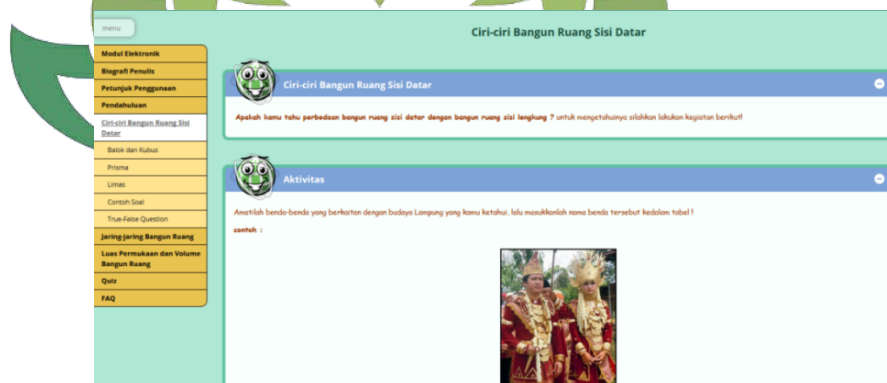 menu
Ciri-ciri Bangun Ruang Sisi Datar
Modul Elektronik
Biografi Penulis
Petunjuk Penggunaan
Pendahuluan
Ciri-ciri Bangun Ruang Sisi
Datar
Balok dan Kubus
Prisma
Limas
Contoh Soal
True-False Question
Jaring-jaring Bangun Ruang
Luas Permukaan dan Volume
Bangun Ruang
Quiz
FAQ
Ciri-ciri Bangun Ruang Sisi Datar
Apakah kamu tahu perbedaan bangun ruang sisi datar dengan bangun ruang sisi lengkung ? untuk mengetahuinya silahkan lakukan kegiatan berikut!
Aktivitas
Amatilah benda-benda yang berkaitan dengan budaya Lampung yang kamu ketahui, lalu masukkanlah nama benda tersebut kedalam tabel !
contoh :